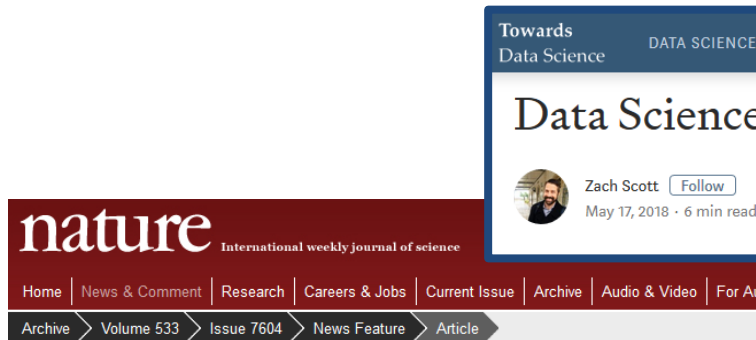 Towards
Data Science
DATA SCIENCE
Data Science
Zach Scott Follow
May 17, 2018 · 6 min read
nature International weekly journal of science
Home News & Comment Research Careers & Jobs Current Issue Archive Audio & Video For
Archive Volume 533 Issue 7604 News Feature Article